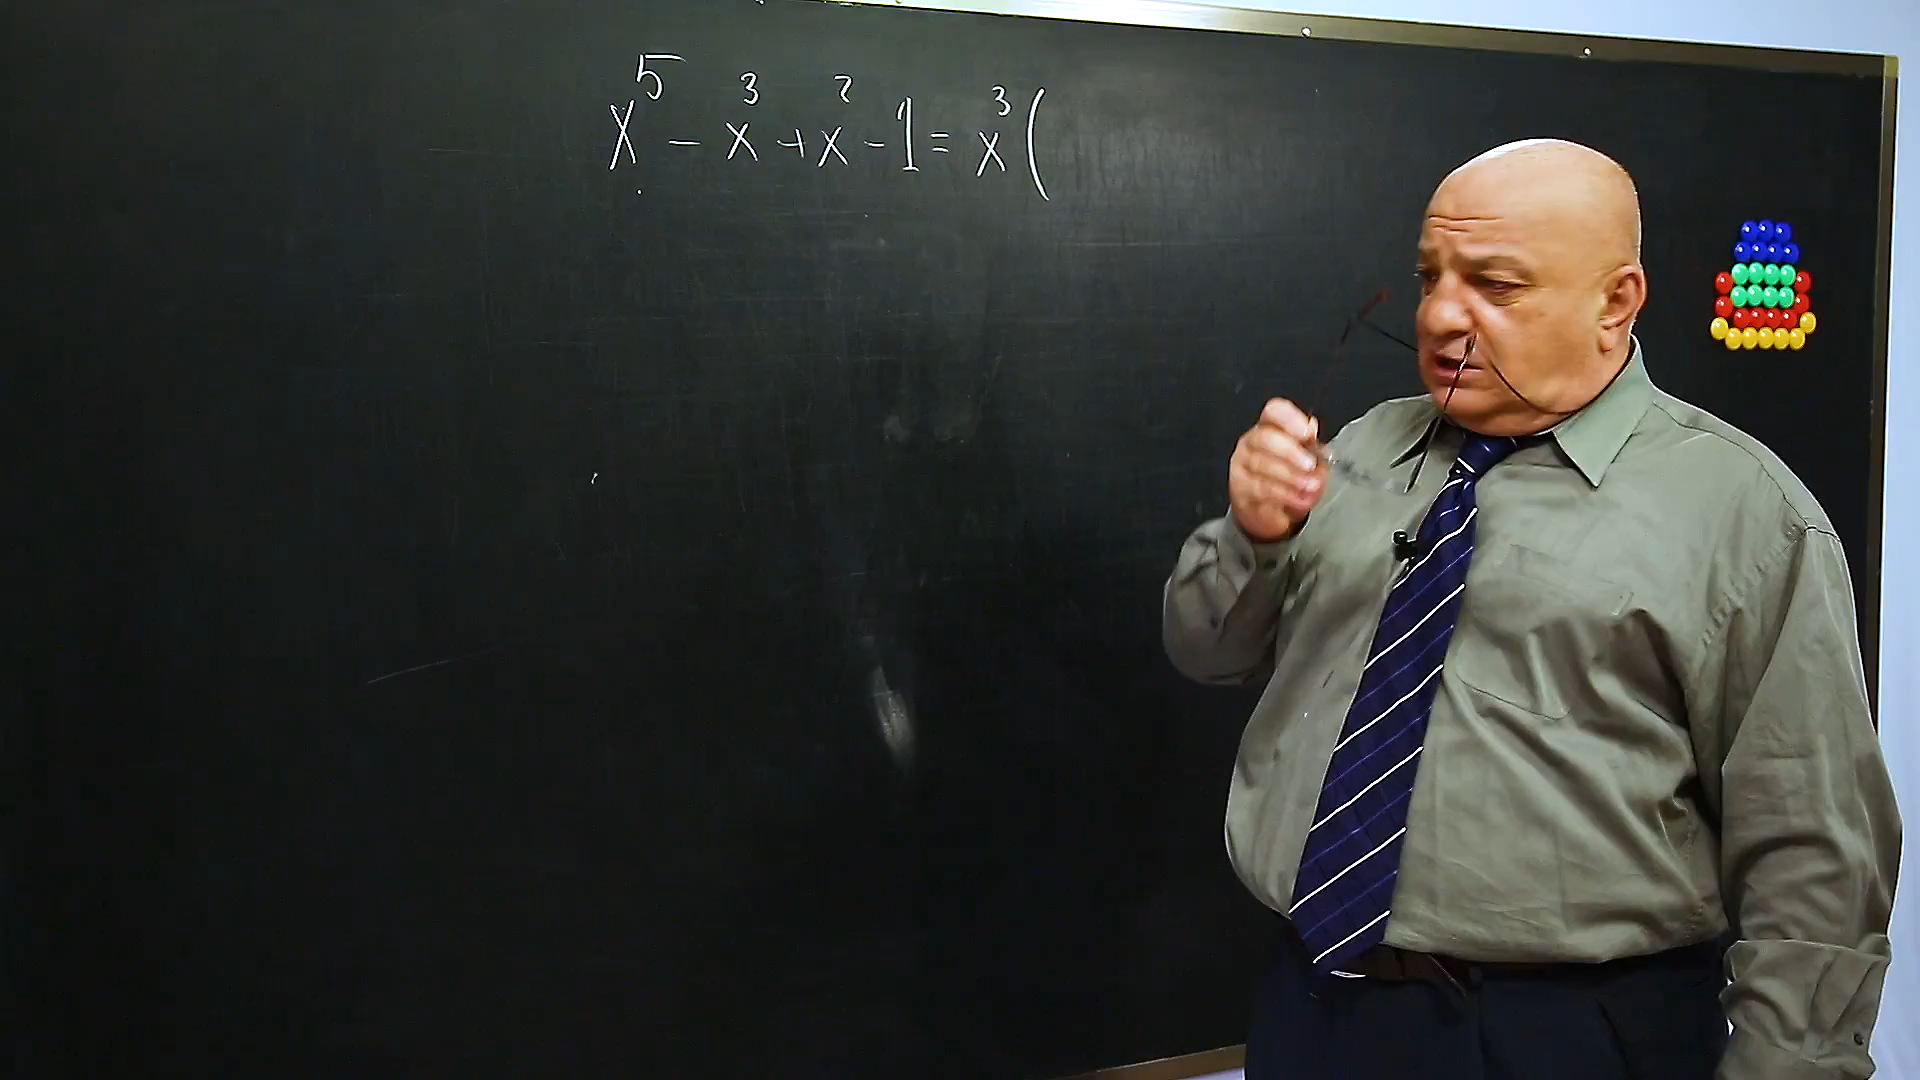 x⁵ - x³ + x² - 1 = x³ (